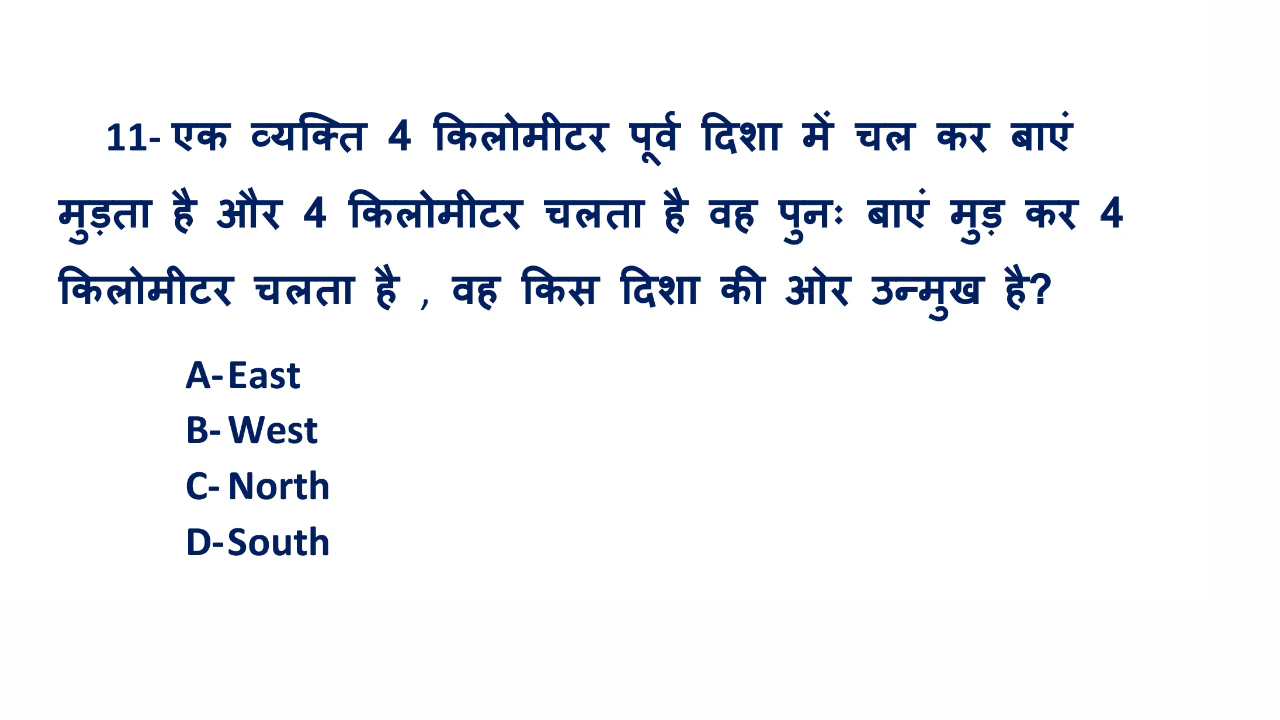 11- एक व्यक्ति 4 किलोमीटर पूर्व दिशा में चल कर बाएं
मुड़ता है और 4 किलोमीटर चलता है वह पुनः बाएं मुड़ कर 4
किलोमीटर चलता है , वह किस दिशा की ओर उन्मुख है?
A-East
B- West
C- North
D-South